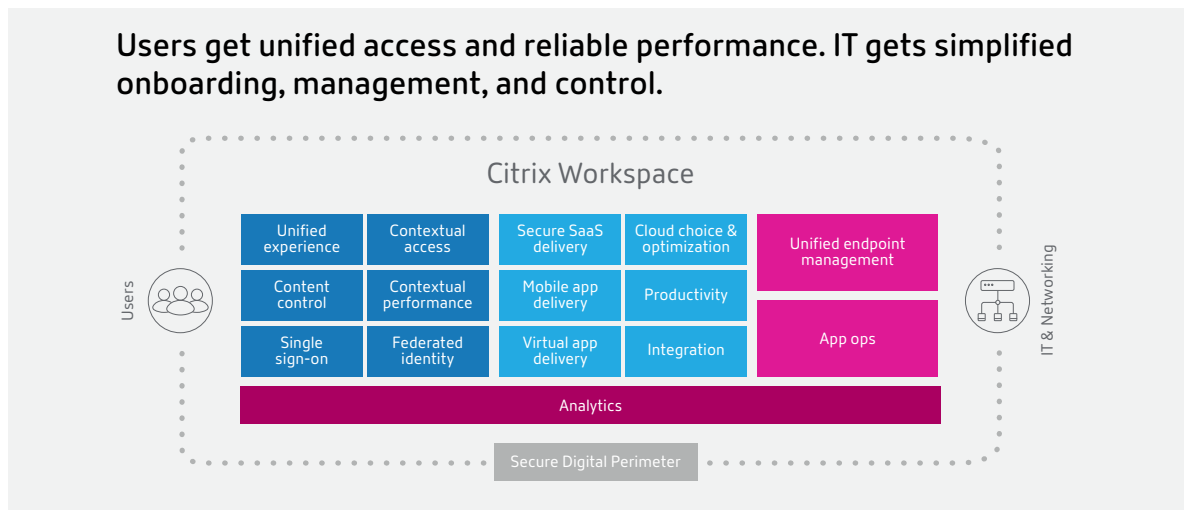 Users get unified access and reliable performance. IT gets simplified
onboarding, management, and control.
Citrix Workspace
Users
Unified
experience
Contextual
access
Secure SaaS
delivery
Cloud choice &
optimization
Unified endpoint
management
Content
control
Contextual
performance
Mobile app
delivery
Productivity
Single
sign-on
Federated
identity
Virtual app
delivery
Integration
App ops
IT & Networking
Analytics
Secure Digital Perimeter